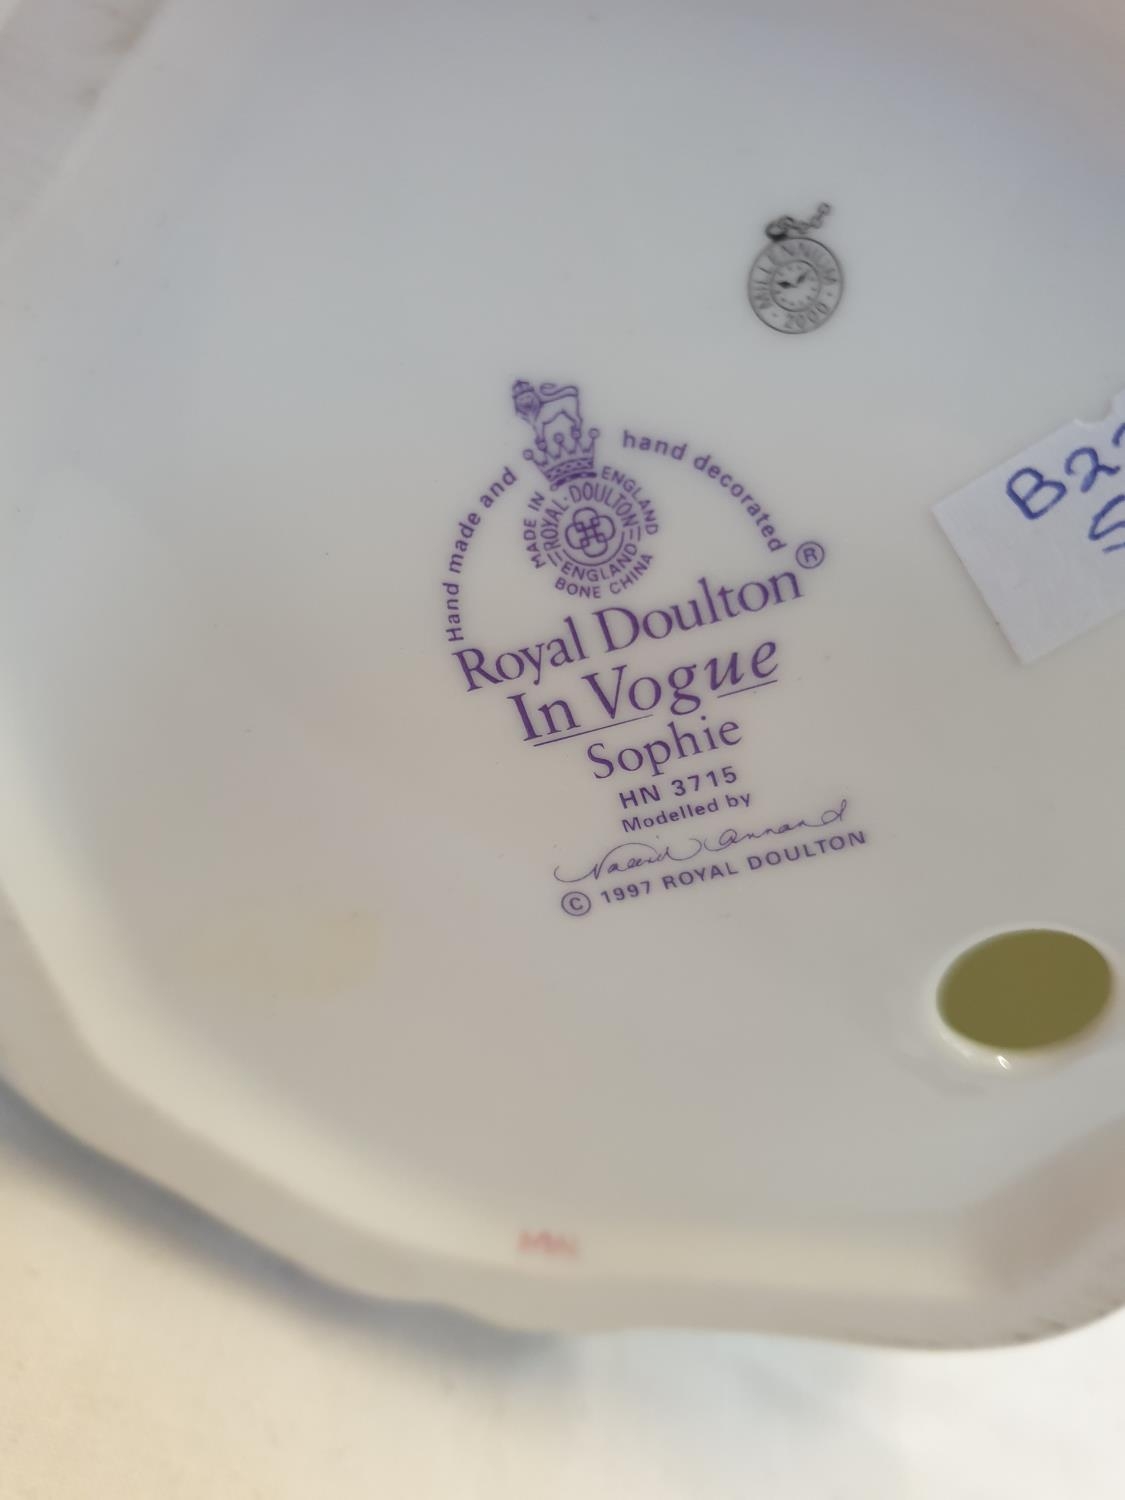 MILLENNIUM
· 2000 ·
Hand made and hand decorated
MADE IN ENGLAND
ROYAL·DOULTON
ENGLAND
BONE CHINA
Royal Doulton®
In Vogue
Sophie
HN 3715
Modelled by
© 1997 ROYAL DOULTON